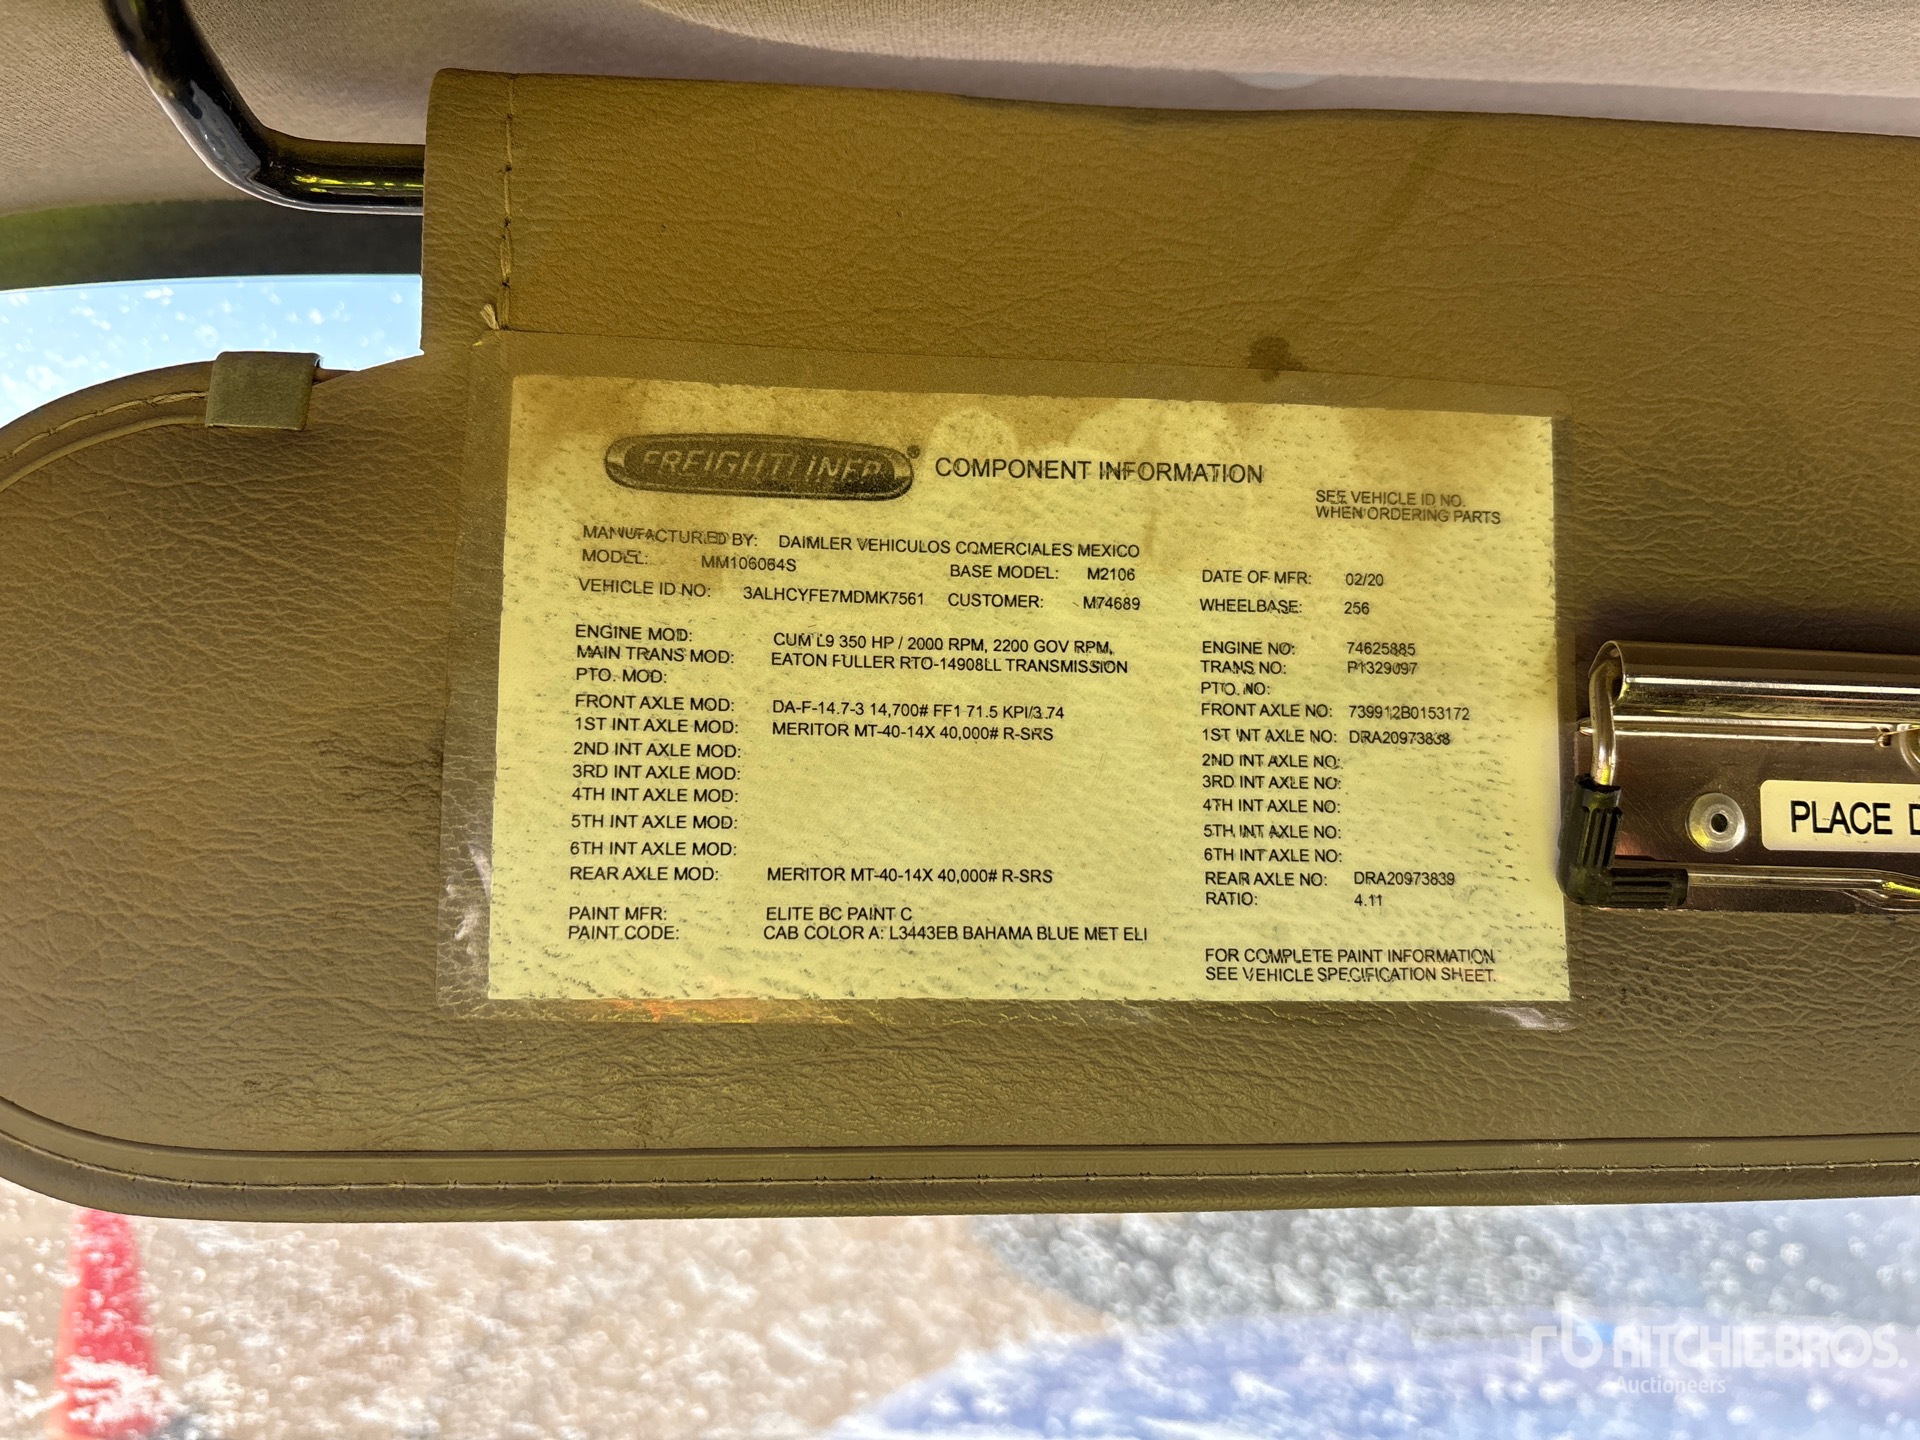 FREIGHTLINER® COMPONENT INFORMATION
SEE VEHICLE ID NO.
WHEN ORDERING PARTS
MANUFACTURED BY: DAIMLER VEHICULOS COMERCIALES MEXICO
MODEL: MM106064S BASE MODEL: M2106 DATE OF MFR: 02/20
VEHICLE ID NO: 3ALHCYFE7MDMK7561 CUSTOMER: M74689 WHEELBASE: 256
ENGINE MOD: CUM L9 350 HP / 2000 RPM, 2200 GOV RPM, ENGINE NO: 74625885
MAIN TRANS MOD: EATON FULLER RTO-14908LL TRANSMISSION TRANS NO: P1329097
PTO. MOD: PTO. NO:
FRONT AXLE MOD: DA-F-14.7-3 14,700# FF1 71.5 KPI/3.74 FRONT AXLE NO: 739912B0153172
1ST INT AXLE MOD: MERITOR MT-40-14X 40,000# R-SRS 1ST INT AXLE NO: DRA20973838
2ND INT AXLE MOD: 2ND INT AXLE NO:
3RD INT AXLE MOD: 3RD INT AXLE NO:
4TH INT AXLE MOD: 4TH INT AXLE NO:
5TH INT AXLE MOD: 5TH INT AXLE NO:
6TH INT AXLE MOD: 6TH INT AXLE NO:
REAR AXLE MOD: MERITOR MT-40-14X 40,000# R-SRS REAR AXLE NO: DRA20973839
RATIO: 4.11
PAINT MFR: ELITE BC PAINT C
PAINT CODE: CAB COLOR A: L3443EB BAHAMA BLUE MET ELI
FOR COMPLETE PAINT INFORMATION
SEE VEHICLE SPECIFICATION SHEET.
PLACE D
rb RITCHIE BROS.
Auctioneers